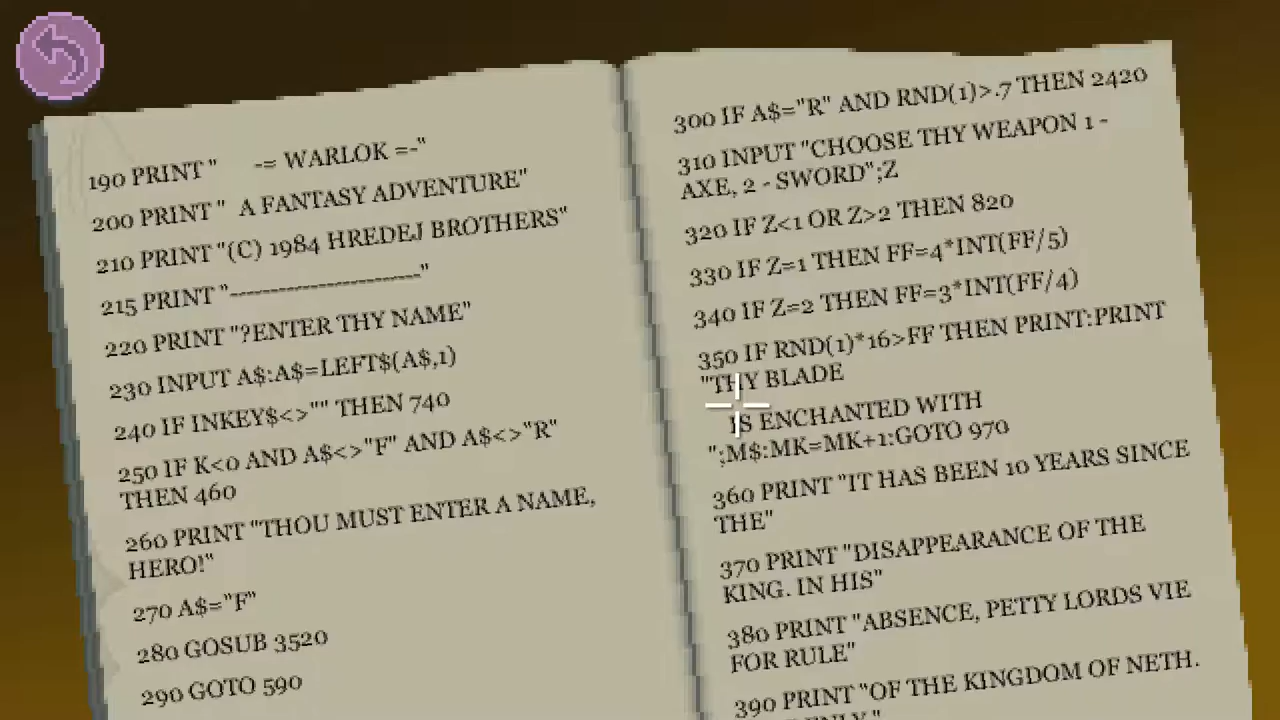 190 PRINT "      -= WARLOK =-"
200 PRINT "  A FANTASY ADVENTURE"
210 PRINT "(C) 1984 HREDEJ BROTHERS"
215 PRINT "-------------------------"
220 PRINT "?ENTER THY NAME"
230 INPUT A$:A$=LEFT$(A$,1)
240 IF INKEY$<>"" THEN 740
250 IF K<0 AND A$<>"F" AND A$<>"R"
THEN 460
260 PRINT "THOU MUST ENTER A NAME,
HERO!"
270 A$="F"
280 GOSUB 3520
290 GOTO 590
300 IF A$="R" AND RND(1)>.7 THEN 2420
310 INPUT "CHOOSE THY WEAPON 1 -
AXE, 2 - SWORD";Z
320 IF Z<1 OR Z>2 THEN 820
330 IF Z=1 THEN FF=4*INT(FF/5)
340 IF Z=2 THEN FF=3*INT(FF/4)
350 IF RND(1)*16>FF THEN PRINT:PRINT
"THY BLADE
IS ENCHANTED WITH
";M$:MK=MK+1:GOTO 970
360 PRINT "IT HAS BEEN 10 YEARS SINCE
THE"
370 PRINT "DISAPPEARANCE OF THE
KING. IN HIS"
380 PRINT "ABSENCE, PETTY LORDS VIE
FOR RULE"
390 PRINT "OF THE KINGDOM OF NETH.